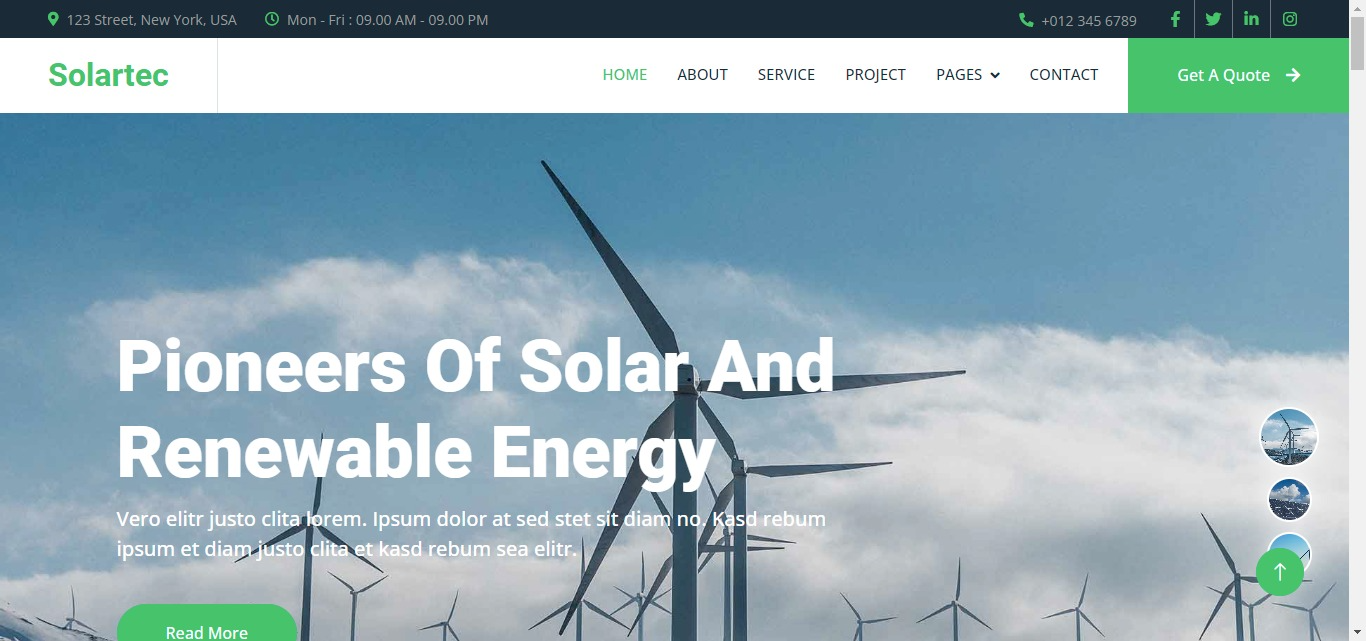 123 Street, New York, USA
Mon - Fri : 09.00 AM - 09.00 PM
+012 345 6789
Solartec
HOME
ABOUT
SERVICE
PROJECT
PAGES
CONTACT
Get A Quote
Pioneers Of Solar And
Renewable Energy
Vero elitr justo clita lorem. Ipsum dolor at sed stet sit diam no. Kasd rebum
ipsum et diam justo clita et kasd rebum sea elitr.
Read More